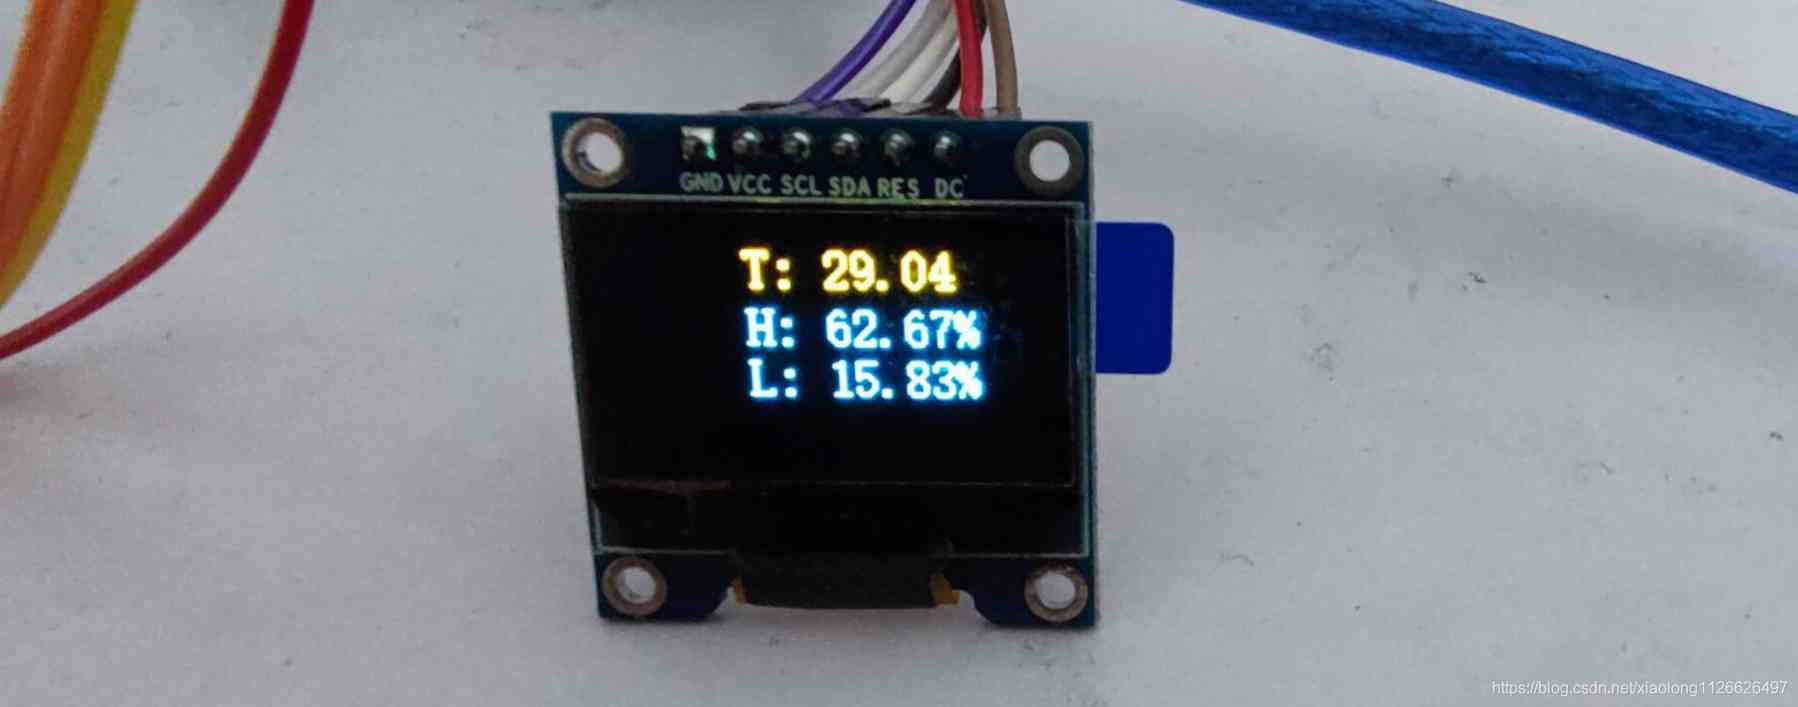 GND VCC SCL SDA RES DC
T: 29.04
H: 62.67%
L: 15.83%
https://blog.csdn.net/xiaolong1126626497